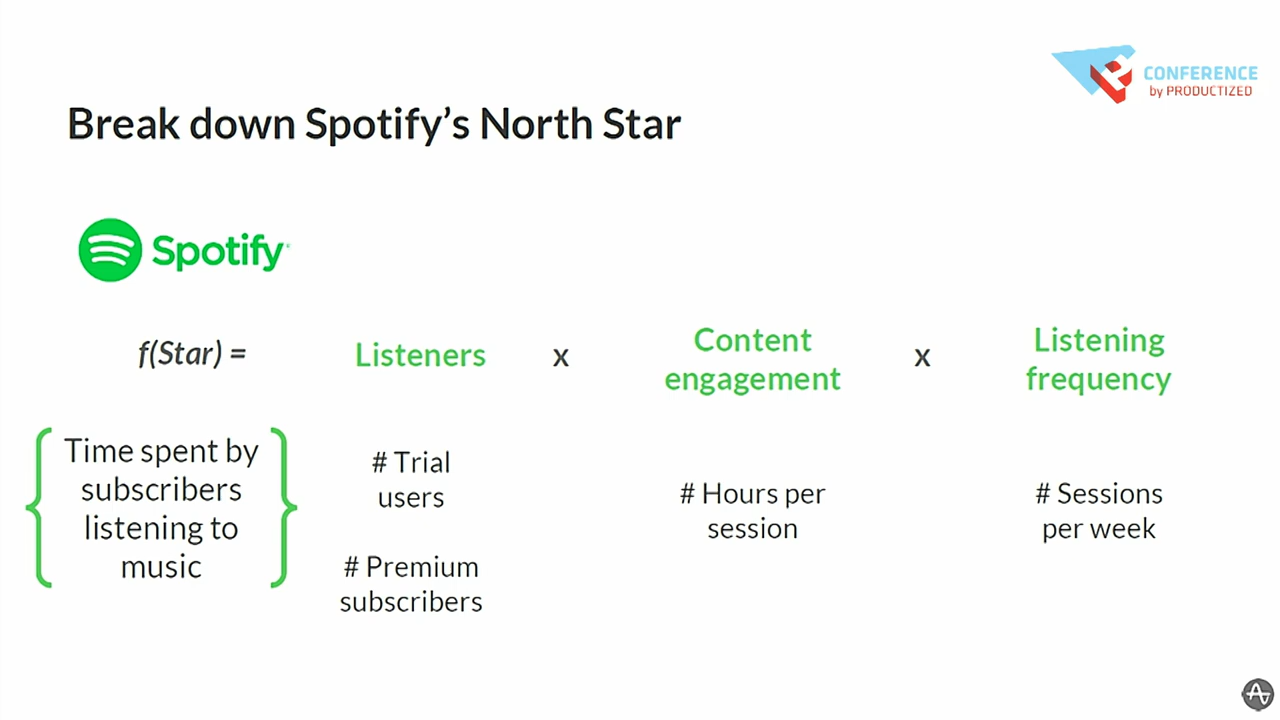 CONFERENCE
by PRODUCTIZED
Break down Spotify's North Star
Spotify
f(Star) =
Listeners
x
Content
engagement
x
Listening
frequency
Time spent by
subscribers
listening to
music
# Trial
users
# Premium
subscribers
# Hours per
session
# Sessions
per week